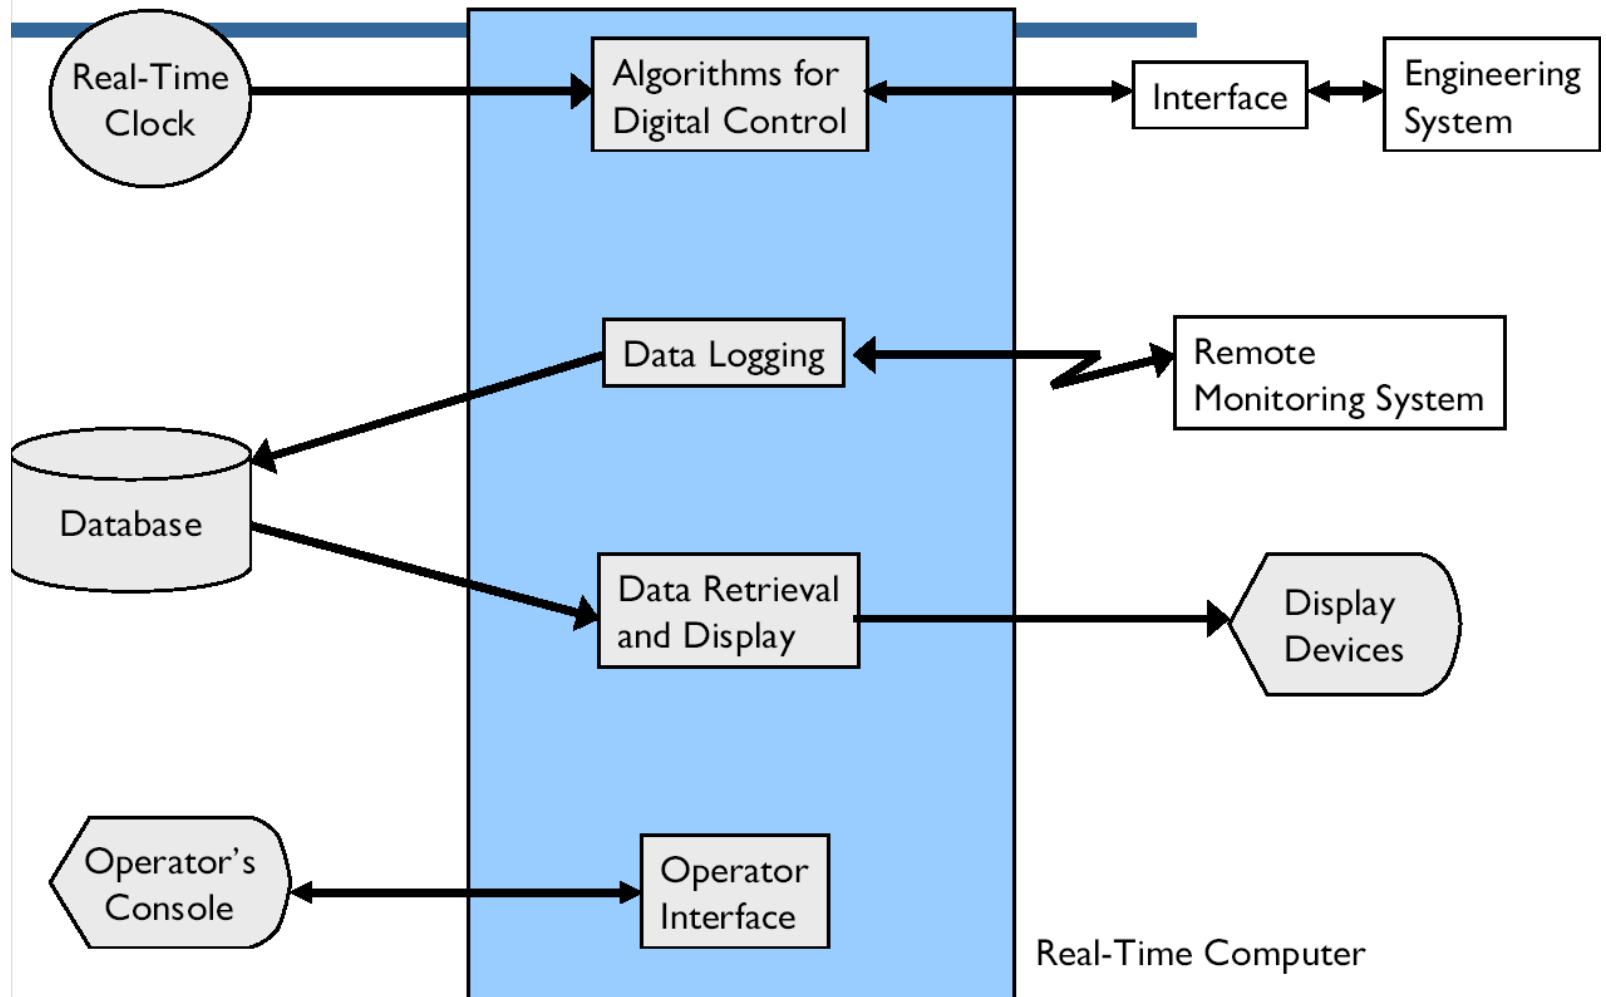 Real-Time
Clock
Algorithms for
Digital Control
Interface
Engineering
System
Data Logging
Remote
Monitoring System
Database
Data Retrieval
and Display
Display
Devices
Operator’s
Console
Operator
Interface
Real-Time Computer